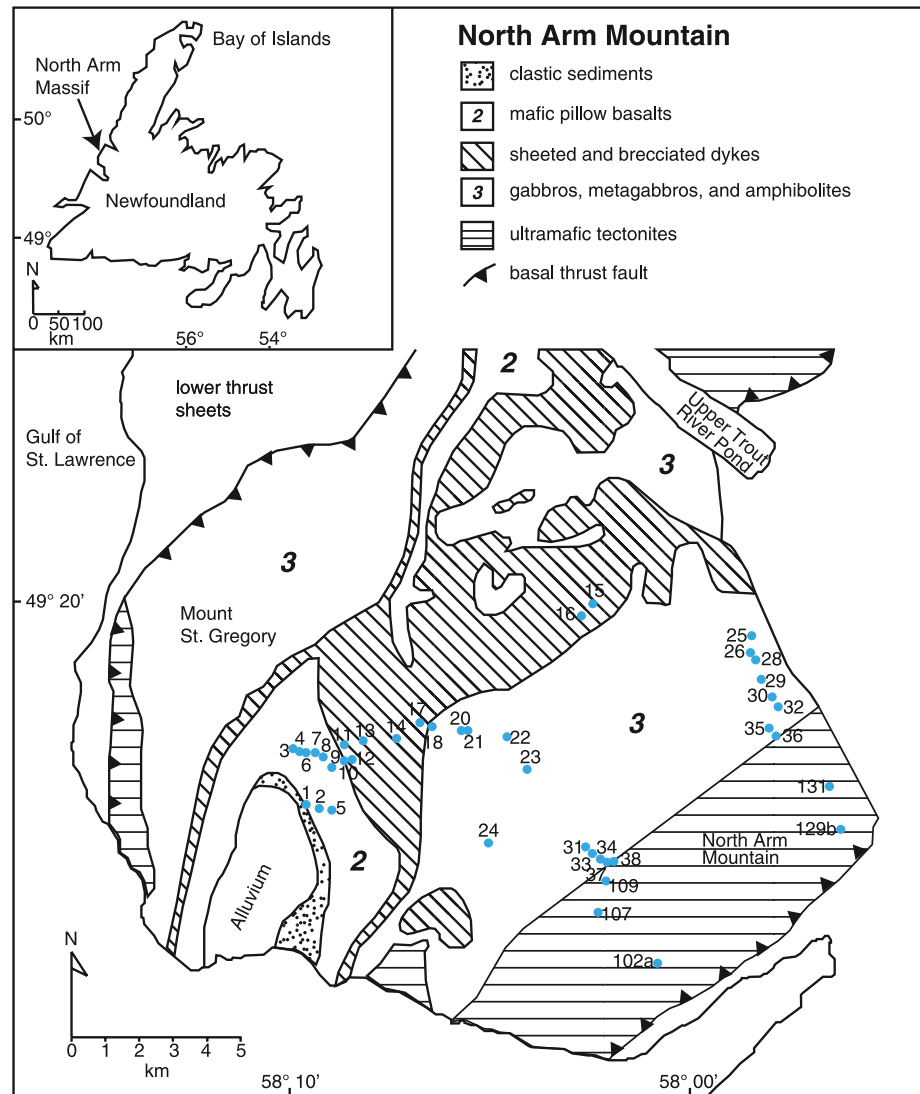 Bay of Islands
North Arm
Massif
50°
Newfoundland
49°
N
0 50 100
km
56° 54°
North Arm Mountain
clastic sediments
2 mafic pillow basalts
sheeted and brecciated dykes
3 gabbros, metagabbros, and amphibolites
ultramafic tectonites
basal thrust fault
lower thrust
sheets
2
Gulf of
St. Lawrence
Upper Trout
River Pond
3
3
49° 20'
Mount
St. Gregory
15
16
25
26 28
29
30
32
17
18
20
21
22
3
35
36
3 4 7 8 11 13 14
6 9 12
10
23
1 2 5
131
24
129b
North Arm
Mountain
31 34
33 38
37
109
2
Alluvium
107
102a
N
0 1 2 3 4 5
km
58° 10' 58° 00'